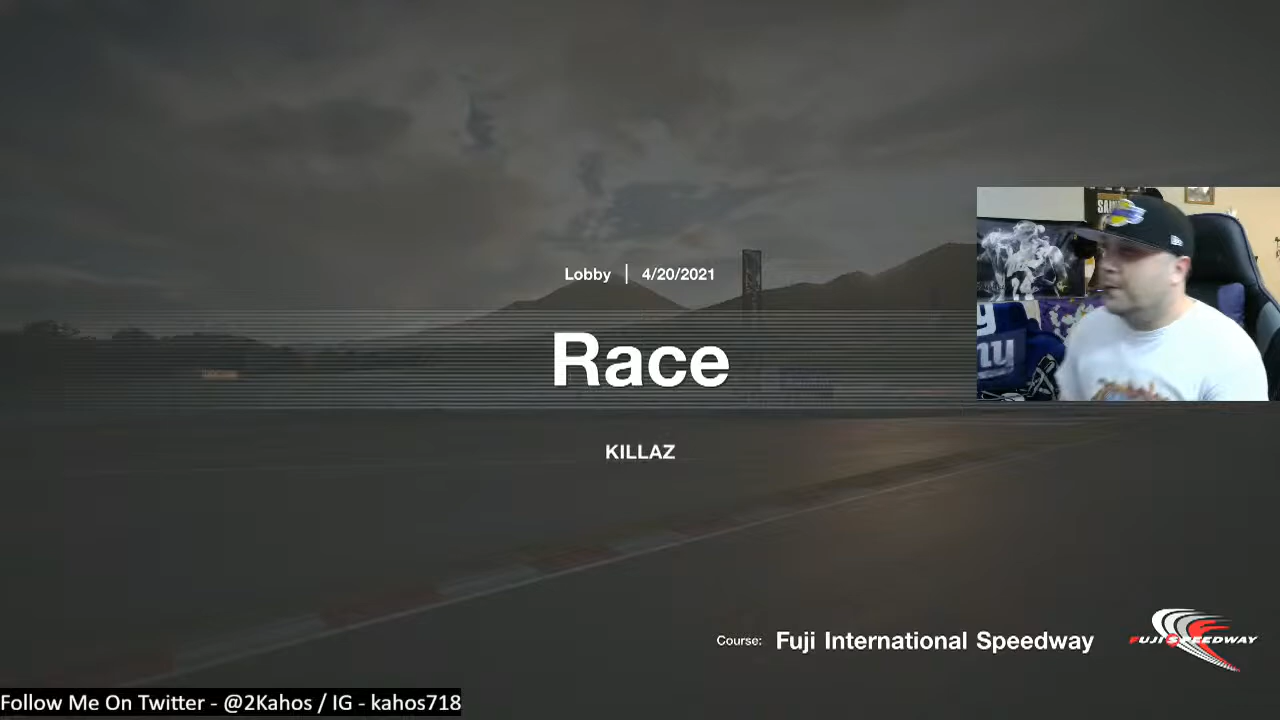 Lobby | 4/20/2021
Race
KILLAZ
Course: Fuji International Speedway
FUJI SPEEDWAY
Follow Me On Twitter - @2Kahos / IG - kahos718